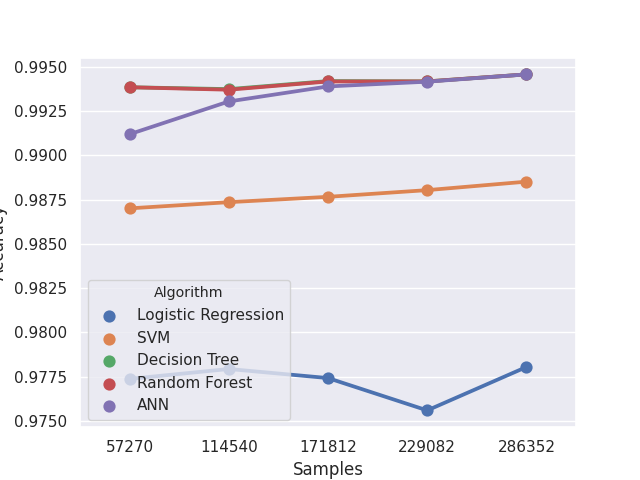 0.9950
0.9925
0.9900
0.9875
0.9850
0.9825
0.9800
0.9775
0.9750
Algorithm
Logistic Regression
SVM
Decision Tree
Random Forest
ANN
57270 114540 171812 229082 286352
Samples